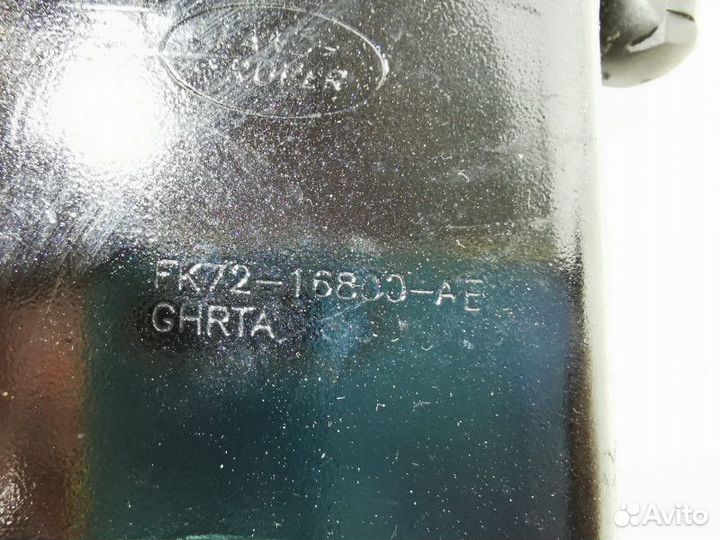 LAND-
ROVER
FK72-16800-AE
GHRTA
Avito